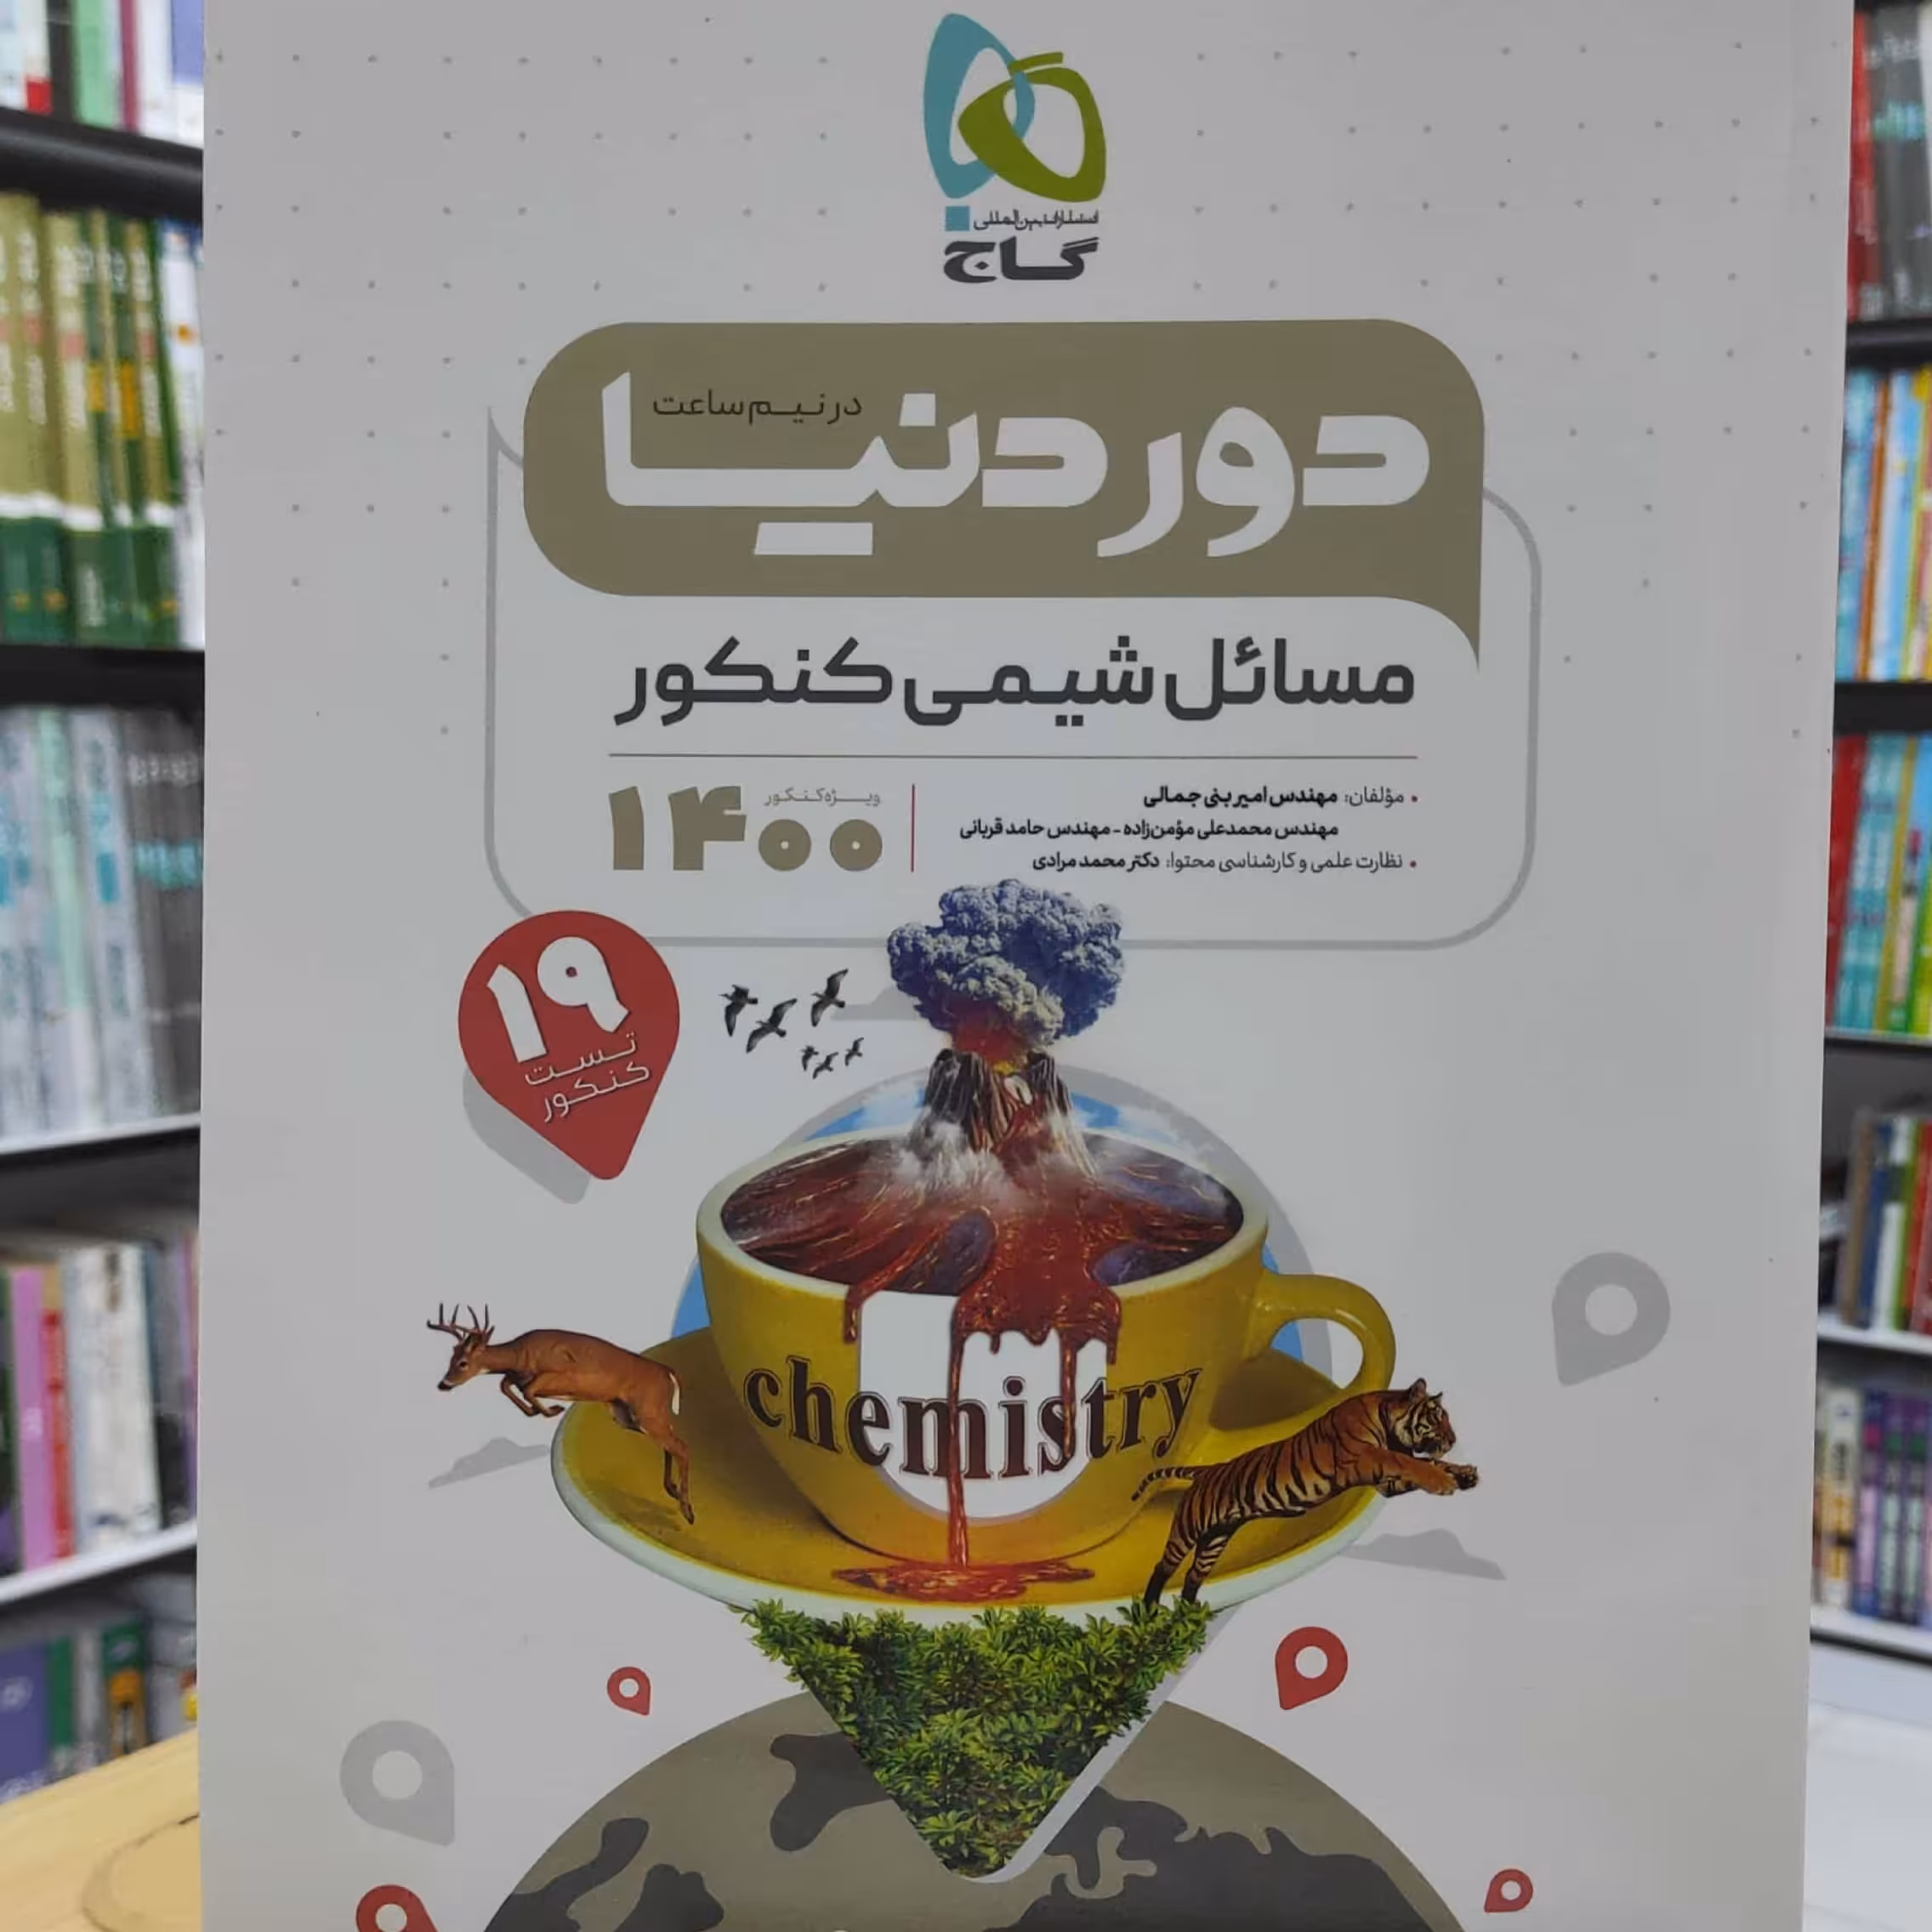 انتشارات بین‌المللی
گاج
دور دنیا
در نیم ساعت
مسائل شیمی کنکور
• مؤلفان: مهندس امیر بنی جمالی
مهندس محمدعلی مؤمن‌زاده - مهندس حامد قربانی
• نظارت علمی و کارشناسی محتوا: دکتر محمد مرادی
ویژه کنکور
۱۴۰۰
۱۹
تست
کنکور
chemistry